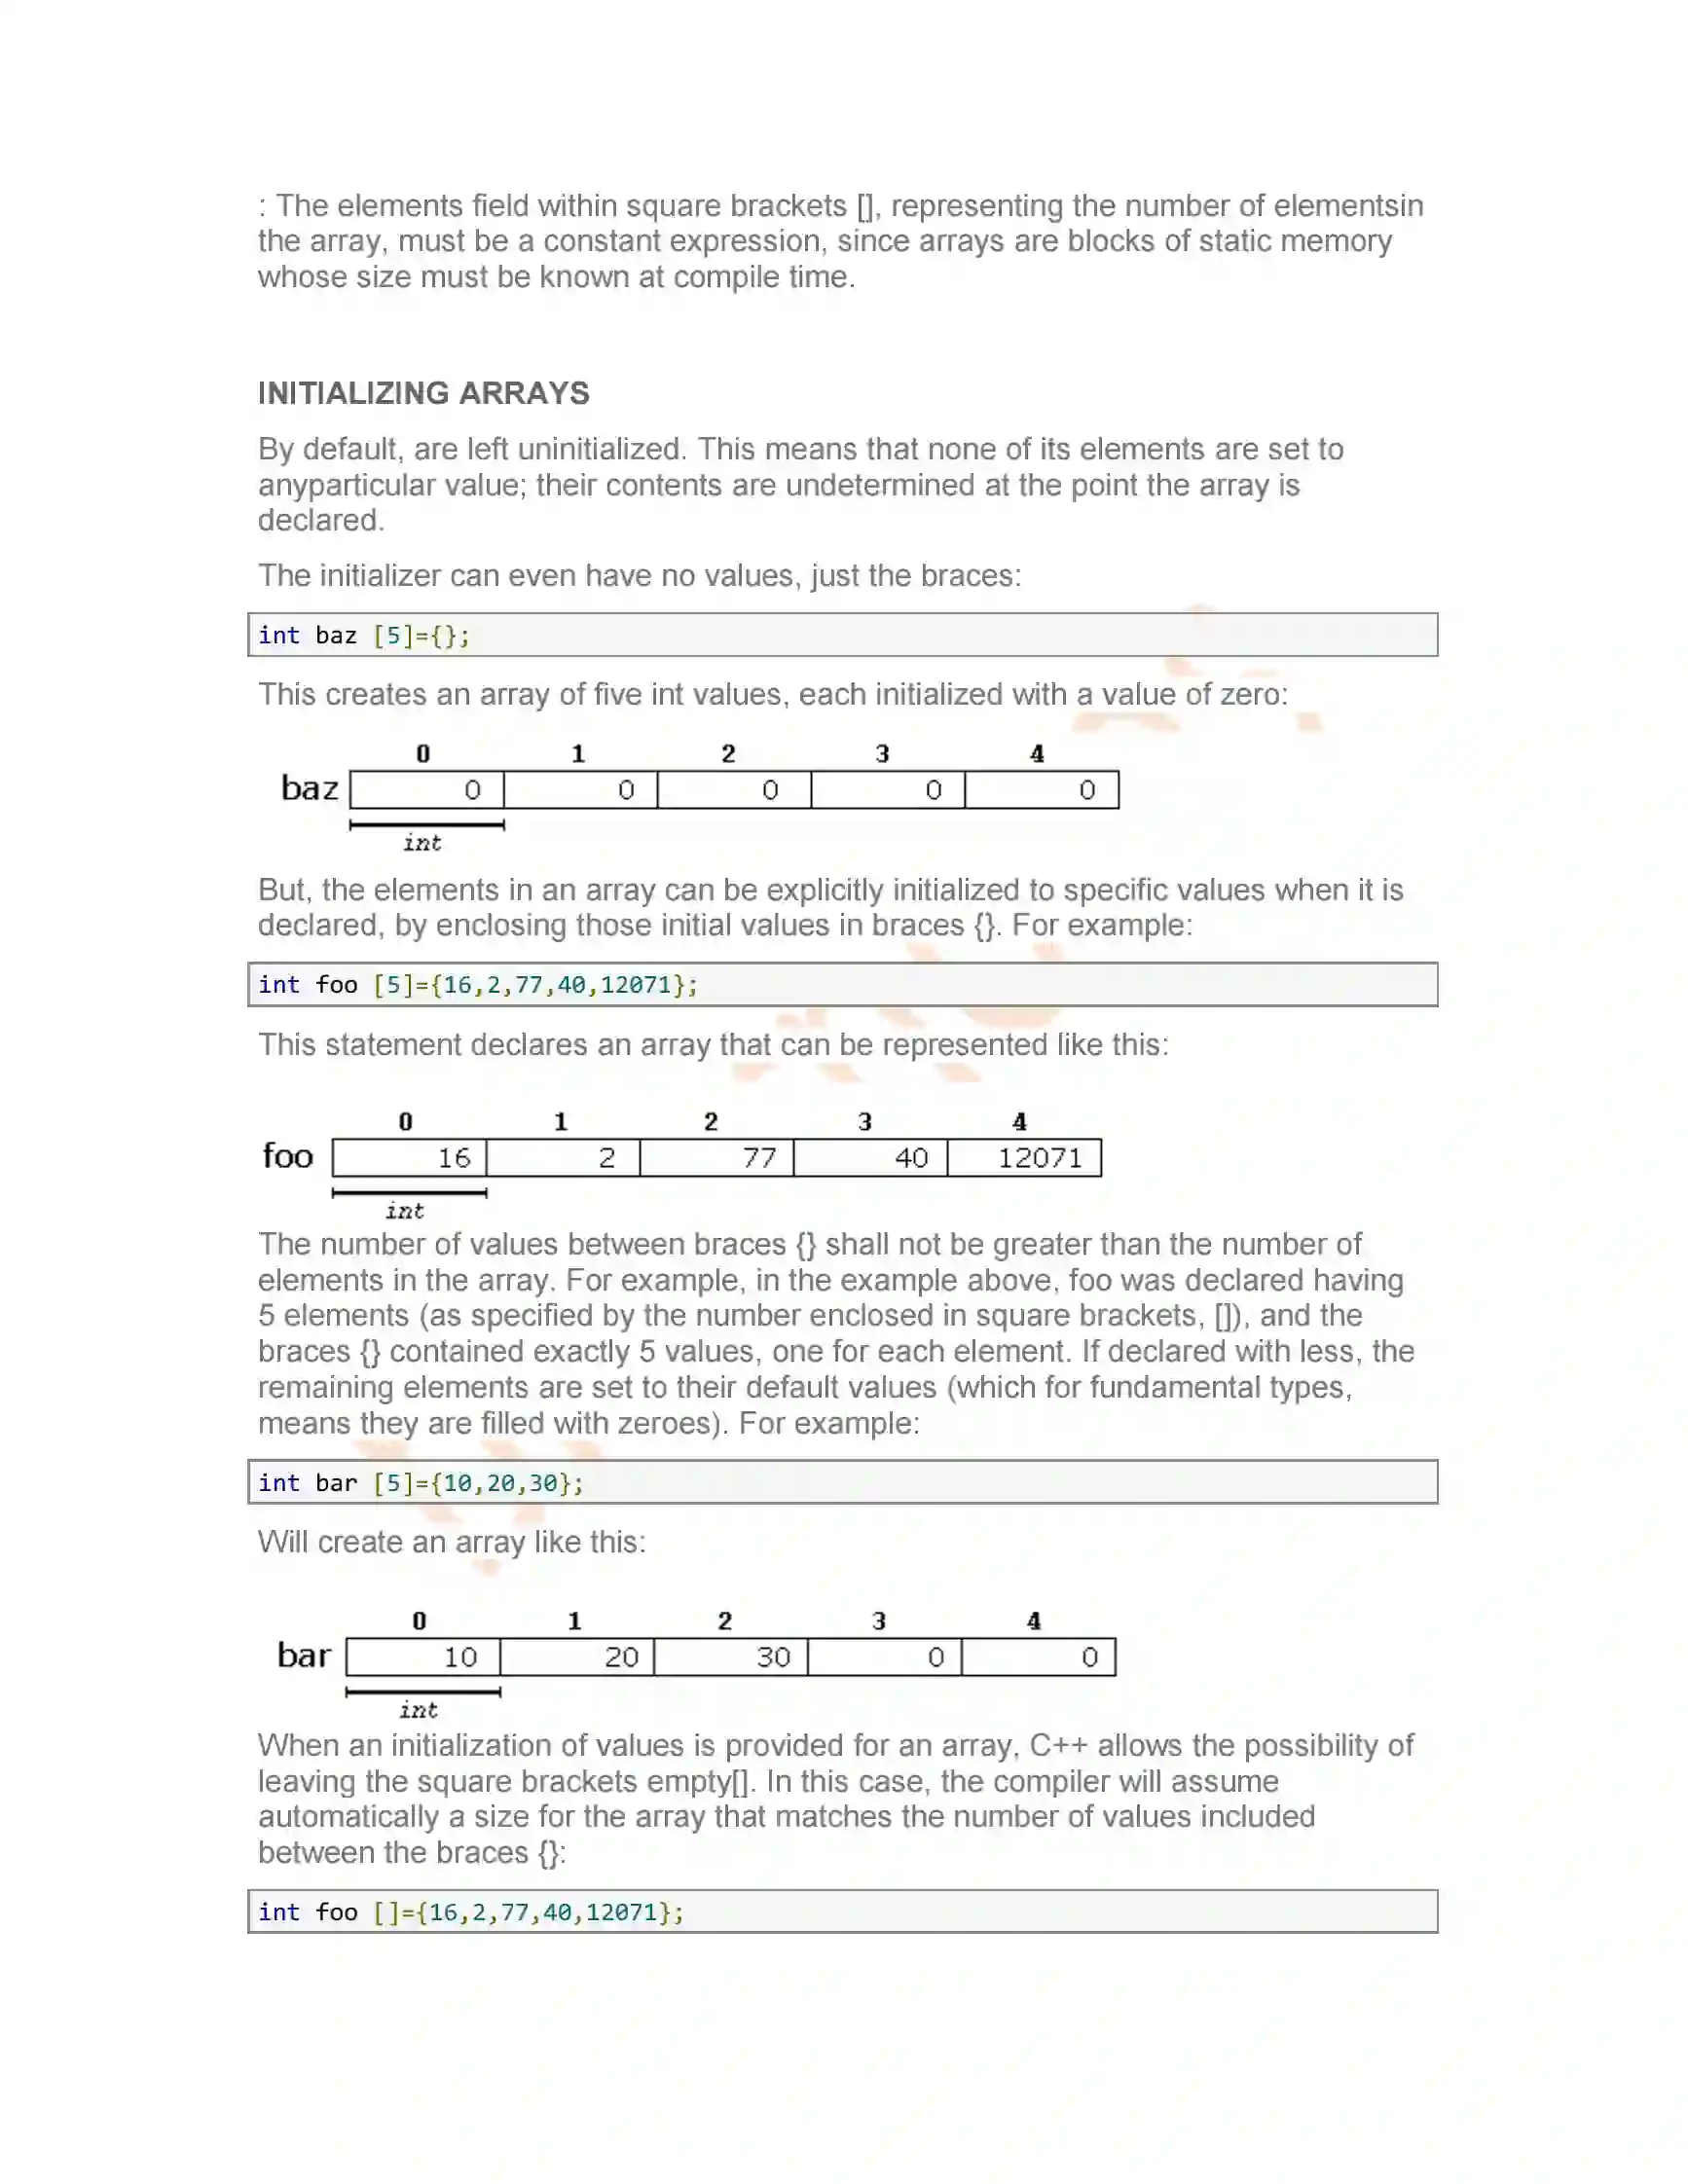 : The elements field within square brackets [], representing the number of elementsin
the array, must be a constant expression, since arrays are blocks of static memory
whose size must be known at compile time.
INITIALIZING ARRAYS
By default, are left uninitialized. This means that none of its elements are set to
anyparticular value; their contents are undetermined at the point the array is
declared.
The initializer can even have no values, just the braces:
int baz [5]={};
This creates an array of five int values, each initialized with a value of zero:
0 1 2 3 4
baz 0 0 0 0 0
int
But, the elements in an array can be explicitly initialized to specific values when it is
declared, by enclosing those initial values in braces {}. For example:
int foo [5]={16,2,77,40,12071};
This statement declares an array that can be represented like this:
0 1 2 3 4
foo 16 2 77 40 12071
int
The number of values between braces {} shall not be greater than the number of
elements in the array. For example, in the example above, foo was declared having
5 elements (as specified by the number enclosed in square brackets, []), and the
braces {} contained exactly 5 values, one for each element. If declared with less, the
remaining elements are set to their default values (which for fundamental types,
means they are filled with zeroes). For example:
int bar [5]={10,20,30};
Will create an array like this:
0 1 2 3 4
bar 10 20 30 0 0
int
When an initialization of values is provided for an array, C++ allows the possibility of
leaving the square brackets empty[]. In this case, the compiler will assume
automatically a size for the array that matches the number of values included
between the braces {}:
int foo []={16,2,77,40,12071};